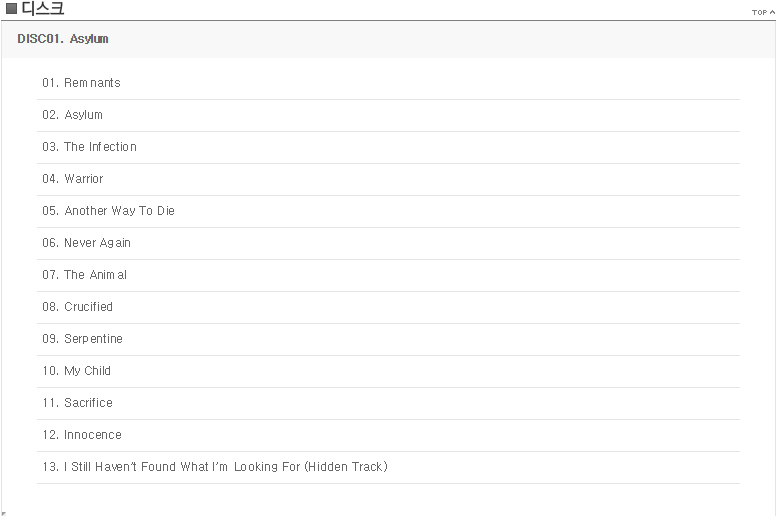 디스크
TOP
DISC01. Asylum
01. Remnants
02. Asylum
03. The Infection
04. Warrior
05. Another Way To Die
06. Never Again
07. The Animal
08. Crucified
09. Serpentine
10. My Child
11. Sacrifice
12. Innocence
13. I Still Haven't Found What I'm Looking For (Hidden Track)